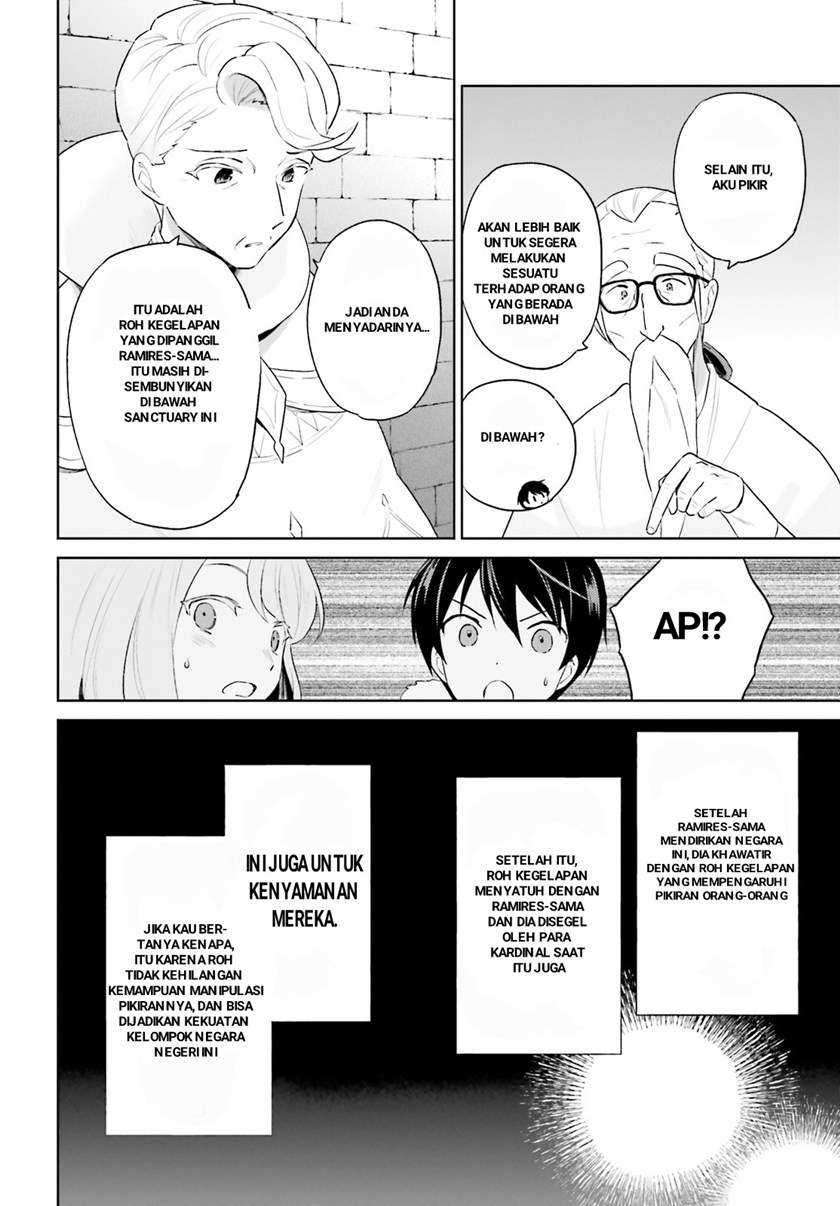 SELAIN ITU,
AKU PIKIR
AKAN LEBIH BAIK
UNTUK SEGERA
MELAKUKAN
SESUATU
TERHADAP ORANG
YANG BERADA
DI BAWAH
DI BAWAH?
JADI ANDA
MENYADARINYA...
ITU ADALAH
ROH KEGELAPAN
YANG DIPANGGIL
RAMIRES-SAMA...
ITU MASIH DI-
SEMBUNYIKAN
DI BAWAH
SANCTUARY INI
AP!?
SETELAH
RAMIRES-SAMA
MENDIRIKAN NEGARA
INI, DIA KHAWATIR
DENGAN ROH KEGELAPAN
YANG MEMPENGARUHI
PIKIRAN ORANG-ORANG
SETELAH ITU,
ROH KEGELAPAN
MENYATUH DENGAN
RAMIRES-SAMA
DAN DIA DISEGEL
OLEH PARA
KARDINAL SAAT
ITU JUGA
INI JUGA UNTUK
KENYAMANAN
MEREKA.
JIKA KAU BER-
TANYA KENAPA,
ITU KARENA ROH
TIDAK KEHILANGAN
KEMAMPUAN MANIPULASI
PIKIRANNYA, DAN BISA
DIJADIKAN KEKUATAN
KELOMPOK NEGARA
NEGERI INI